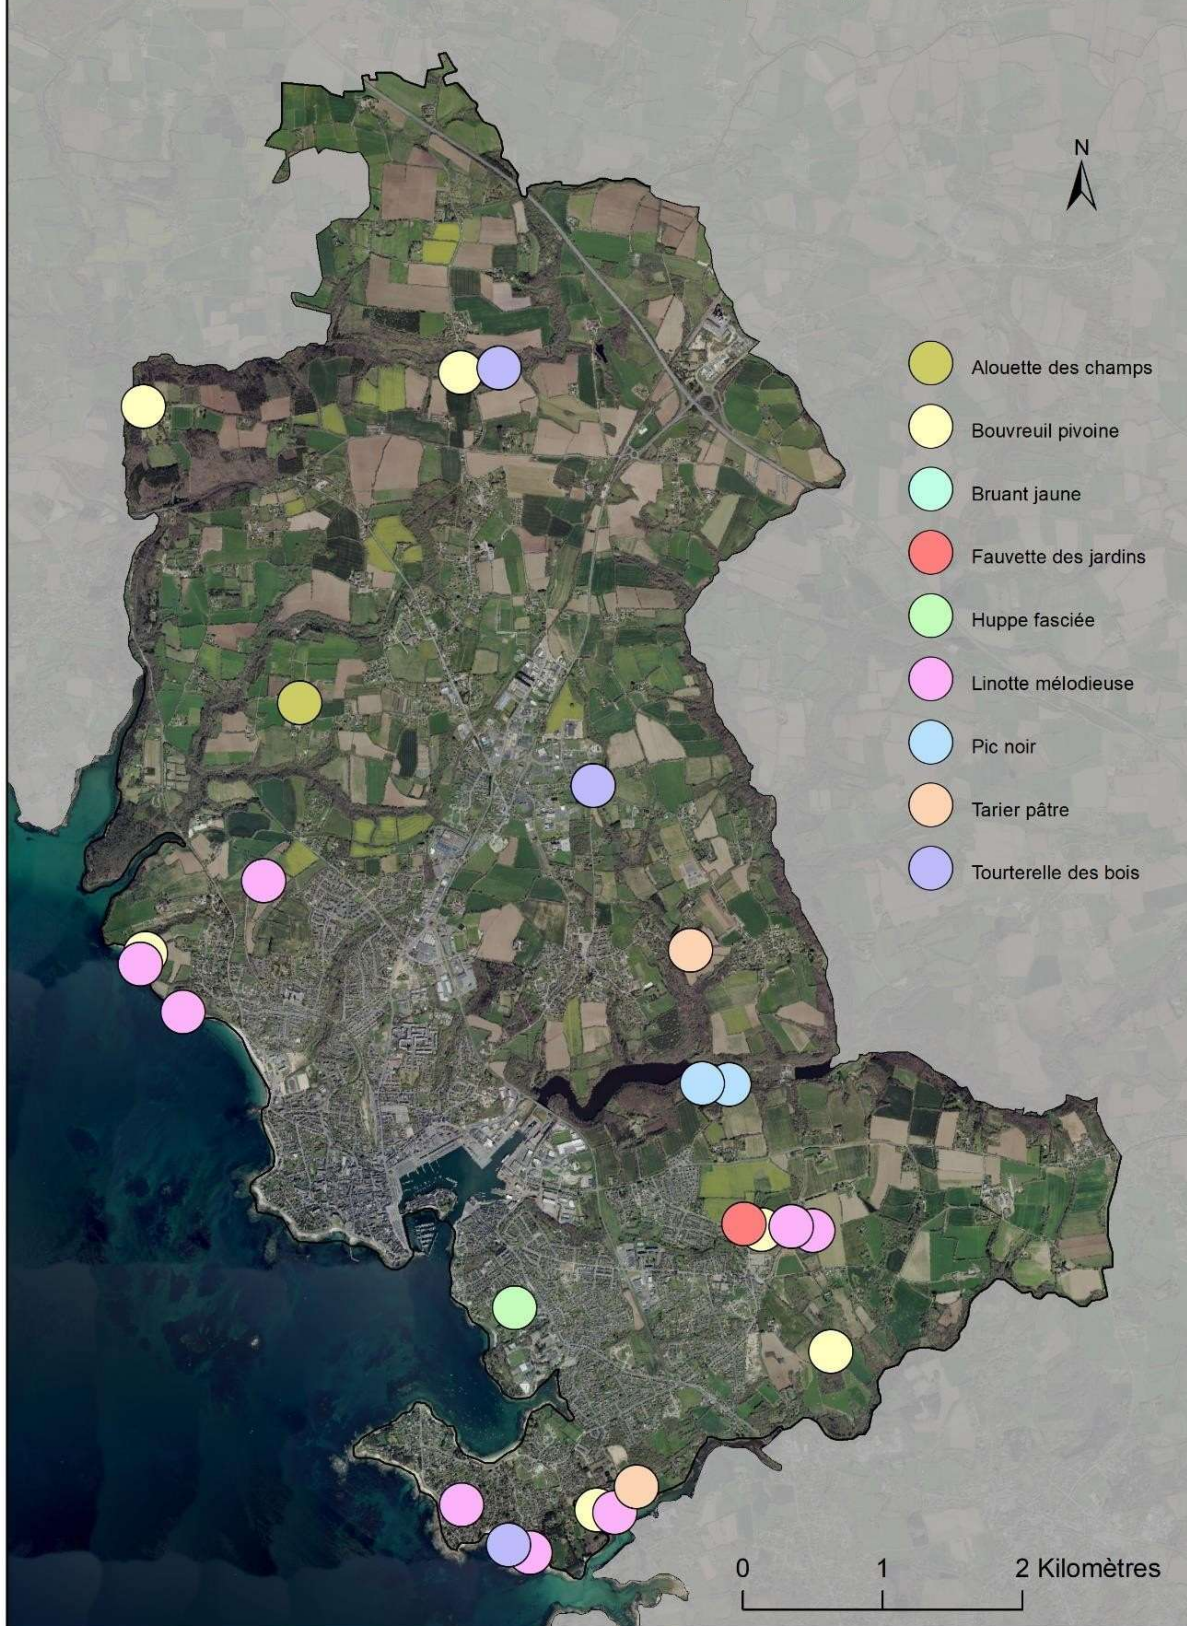 N
Alouette des champs
Bouvreuil pivoine
Bruant jaune
Fauvette des jardins
Huppe fasciée
Linotte mélodieuse
Pic noir
Tarier pâtre
Tourterelle des bois
0 1 2 Kilomètres